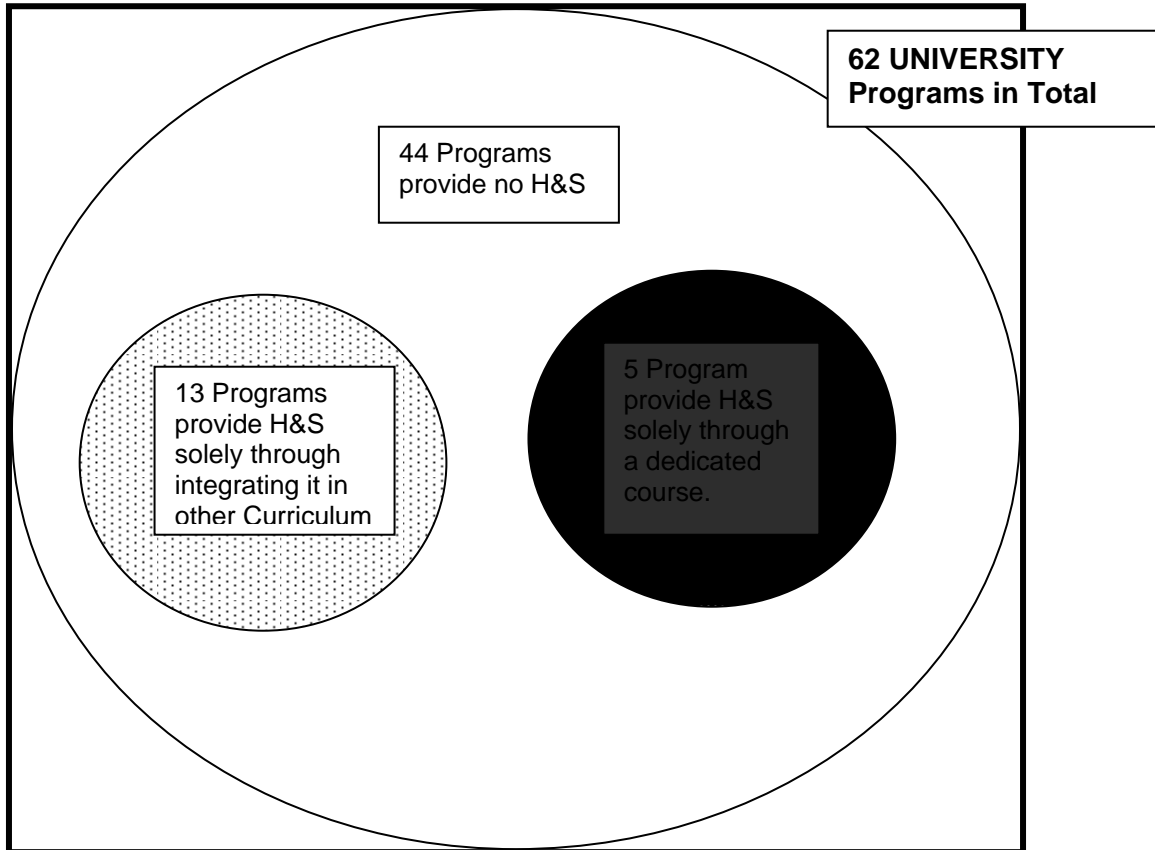 62 UNIVERSITY
Programs in Total
44 Programs
provide no H&S
13 Programs
provide H&S
solely through
integrating it in
other Curriculum
5 Program
provide H&S
solely through
a dedicated
course.